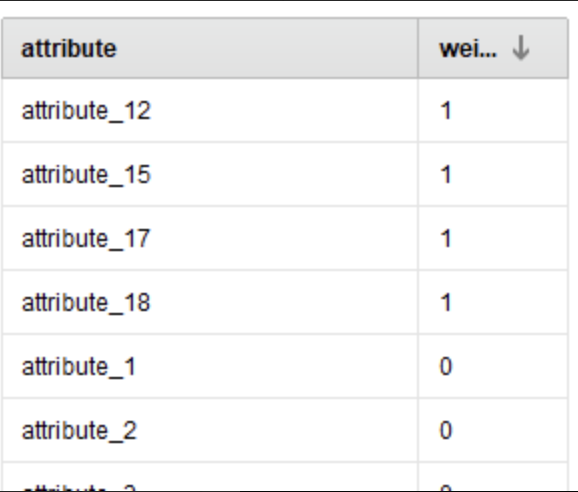 attribute wei...
attribute_12 1
attribute_15 1
attribute_17 1
attribute_18 1
attribute_1 0
attribute_2 0